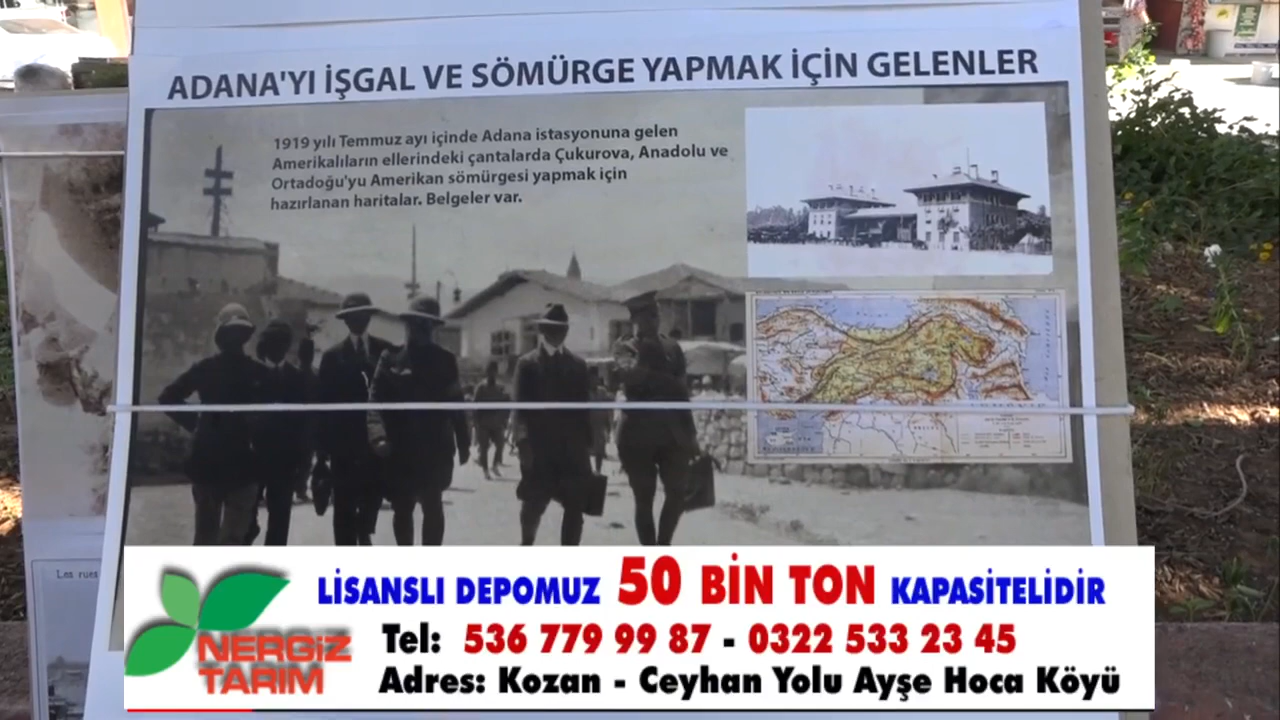 ADANA'YI İŞGAL VE SÖMÜRGE YAPMAK İÇİN GELENLER
1919 yılı Temmuz ayı içinde Adana istasyonuna gelen
Amerikalıların ellerindeki çantalarda Çukurova, Anadolu ve
Ortadoğu'yu Amerikan sömürgesi yapmak için
hazırlanan haritalar. Belgeler var.
Les rues
LİSANSLI DEPOMUZ 50 BİN TON KAPASİTELİDİR
NERGİZ
TARIM
Tel: 536 779 99 87 - 0322 533 23 45
Adres: Kozan - Ceyhan Yolu Ayşe Hoca Köyü